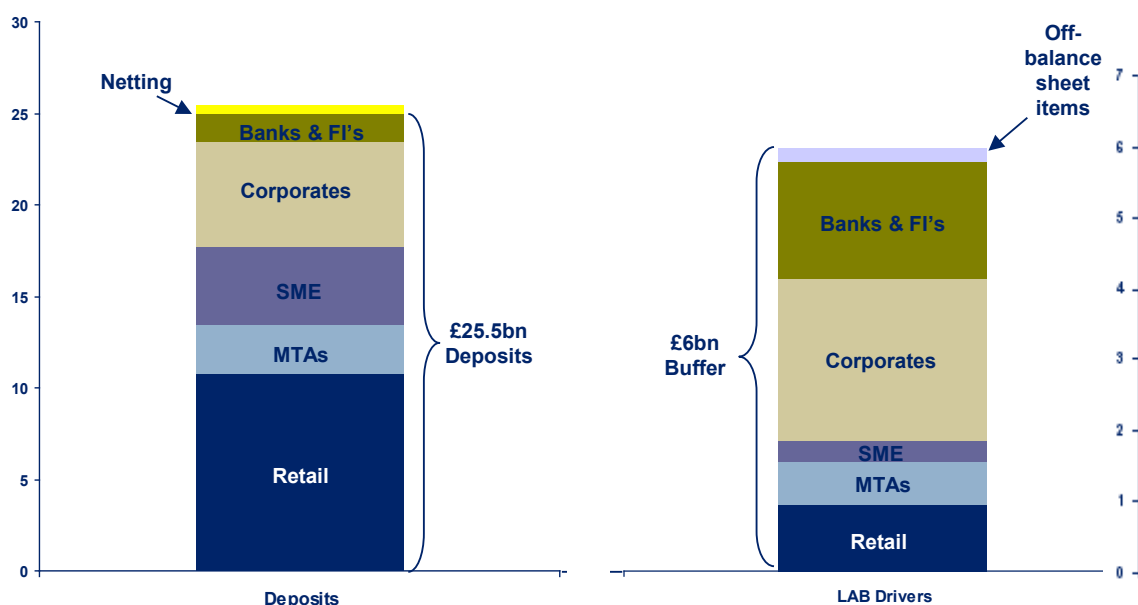 30
25
20
15
10
5
0
Netting
Banks & FI's
Corporates
SME
MTAs
Retail
£25.5bn
Deposits
Deposits
Off-
balance
sheet
items
£6bn
Buffer
Banks & FI's
Corporates
SME
MTAs
Retail
LAB Drivers
7
6
5
4
3
2
1
0